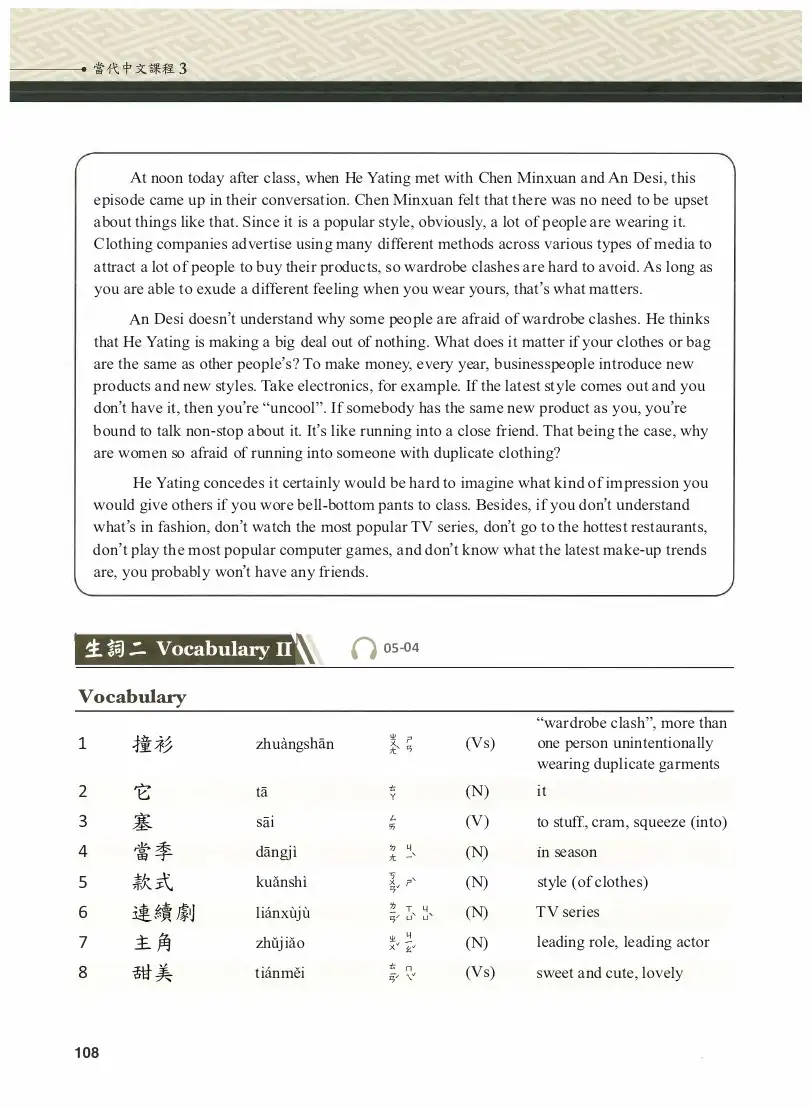 當代中文課程 3
At noon today after class, when He Yating met with Chen Minxuan and An Desi, this
episode came up in their conversation. Chen Minxuan felt that there was no need to be upset
about things like that. Since it is a popular style, obviously, a lot of people are wearing it.
Clothing companies advertise using many different methods across various types of media to
attract a lot of people to buy their products, so wardrobe clashes are hard to avoid. As long as
you are able to exude a different feeling when you wear yours, that's what matters.
An Desi doesn't understand why some people are afraid of wardrobe clashes. He thinks
that He Yating is making a big deal out of nothing. What does it matter if your clothes or bag
are the same as other people's? To make money, every year, businesspeople introduce new
products and new styles. Take electronics, for example. If the latest style comes out and you
don't have it, then you're “uncool”. If somebody has the same new product as you, you're
bound to talk non-stop about it. It's like running into a close friend. That being the case, why
are women so afraid of running into someone with duplicate clothing?
He Yating concedes it certainly would be hard to imagine what kind of impression you
would give others if you wore bell-bottom pants to class. Besides, if you don't understand
what's in fashion, don't watch the most popular TV series, don't go to the hottest restaurants,
don't play the most popular computer games, and don't know what the latest make-up trends
are, you probably won't have any friends.
生詞二 Vocabulary II 05-04
Vocabulary
1 撞衫 zhuàngshān ㄓㄨㄤˋ ㄕㄢ (Vs) “wardrobe clash”, more than
one person unintentionally
wearing duplicate garments
2 它 tā ㄊㄚ (N) it
3 塞 sāi ㄙㄞ (V) to stuff, cram, squeeze (into)
4 當季 dāngjì ㄉㄤ ㄐㄧˋ (N) in season
5 款式 kuǎnshì ㄎㄨㄢˇ ㄕˋ (N) style (of clothes)
6 連續劇 liánxùjù ㄌㄧㄢˊ ㄒㄩˋ ㄐㄩˋ (N) TV series
7 主角 zhǔjiǎo ㄓㄨˇ ㄐㄧㄠˇ (N) leading role, leading actor
8 甜美 tiánměi ㄊㄧㄢˊ ㄇㄟˇ (Vs) sweet and cute, lovely
108